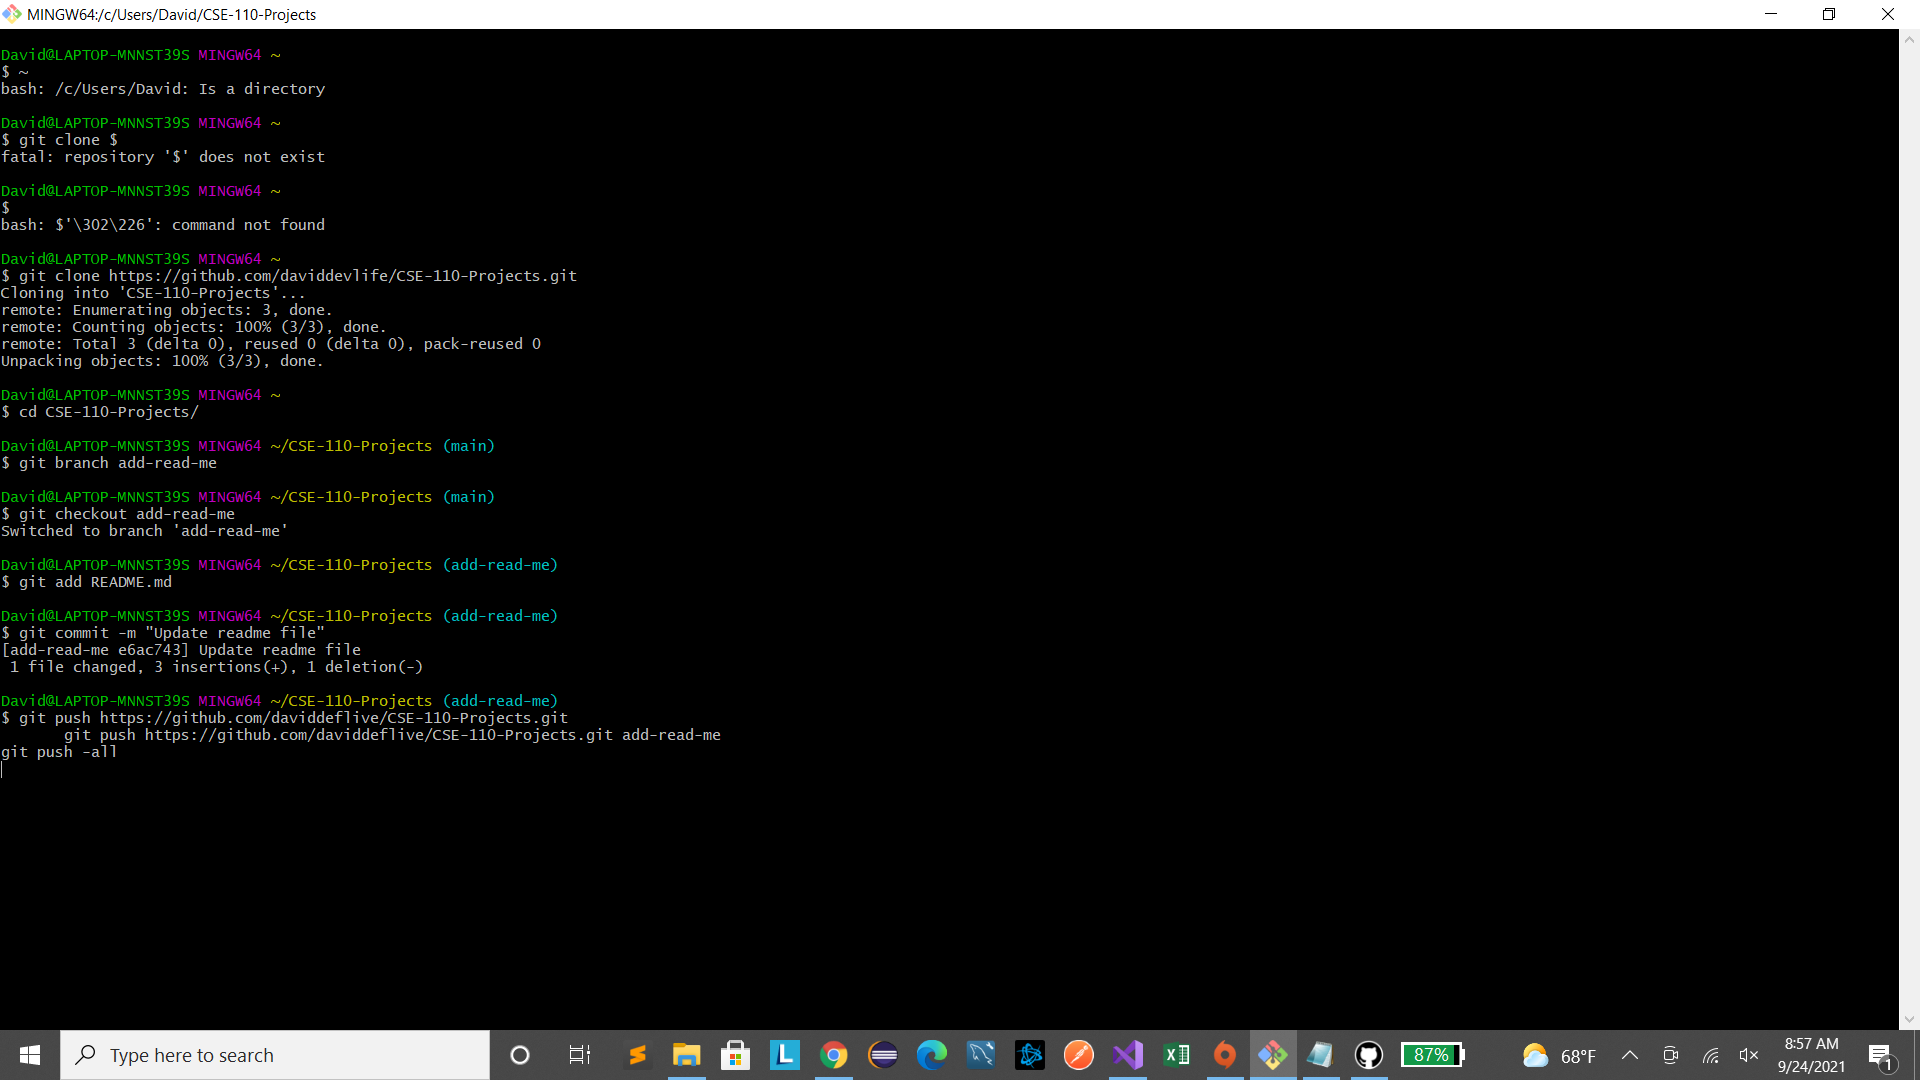 MINGW64:/c/Users/David/CSE-110-Projects
David@LAPTOP-MNNST39S MINGW64 ~
$ ~
bash: /c/Users/David: Is a directory
David@LAPTOP-MNNST39S MINGW64 ~
$ git clone $
fatal: repository '$' does not exist
David@LAPTOP-MNNST39S MINGW64 ~
$
bash: $'\302\226': command not found
David@LAPTOP-MNNST39S MINGW64 ~
$ git clone https://github.com/daviddevlife/CSE-110-Projects.git
Cloning into 'CSE-110-Projects'...
remote: Enumerating objects: 3, done.
remote: Counting objects: 100% (3/3), done.
remote: Total 3 (delta 0), reused 0 (delta 0), pack-reused 0
Unpacking objects: 100% (3/3), done.
David@LAPTOP-MNNST39S MINGW64 ~
$ cd CSE-110-Projects/
David@LAPTOP-MNNST39S MINGW64 ~/CSE-110-Projects (main)
$ git branch add-read-me
David@LAPTOP-MNNST39S MINGW64 ~/CSE-110-Projects (main)
$ git checkout add-read-me
Switched to branch 'add-read-me'
David@LAPTOP-MNNST39S MINGW64 ~/CSE-110-Projects (add-read-me)
$ git add README.md
David@LAPTOP-MNNST39S MINGW64 ~/CSE-110-Projects (add-read-me)
$ git commit -m "Update readme file"
[add-read-me e6ac743] Update readme file
1 file changed, 3 insertions(+), 1 deletion(-)
David@LAPTOP-MNNST39S MINGW64 ~/CSE-110-Projects (add-read-me)
$ git push https://github.com/daviddeflive/CSE-110-Projects.git
git push https://github.com/daviddeflive/CSE-110-Projects.git add-read-me
git push -all
Type here to search
L
87%
68°F
8:57 AM
9/24/2021
1